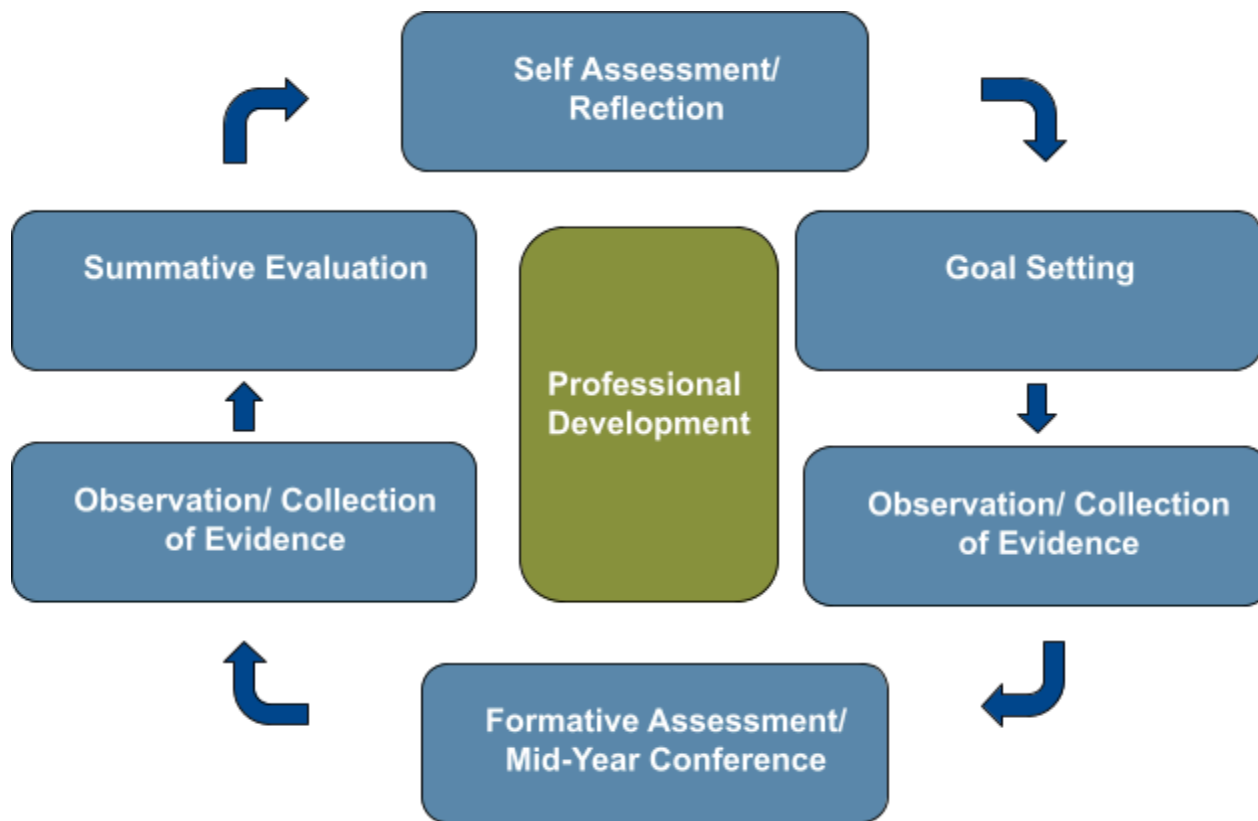 Self Assessment/
Reflection
Summative Evaluation
Goal Setting
Professional
Development
Observation/ Collection
of Evidence
Observation/ Collection
of Evidence
Formative Assessment/
Mid-Year Conference